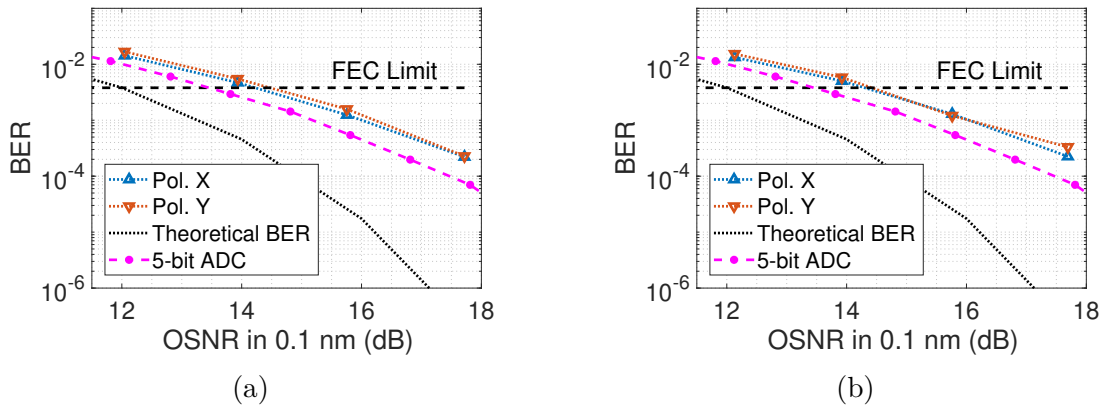 10^-2
FEC Limit
BER
10^-4
Pol. X
Pol. Y
Theoretical BER
5-bit ADC
10^-6
12 14 16 18
OSNR in 0.1 nm (dB)
(a)
10^-2
FEC Limit
BER
10^-4
Pol. X
Pol. Y
Theoretical BER
5-bit ADC
10^-6
12 14 16 18
OSNR in 0.1 nm (dB)
(b)